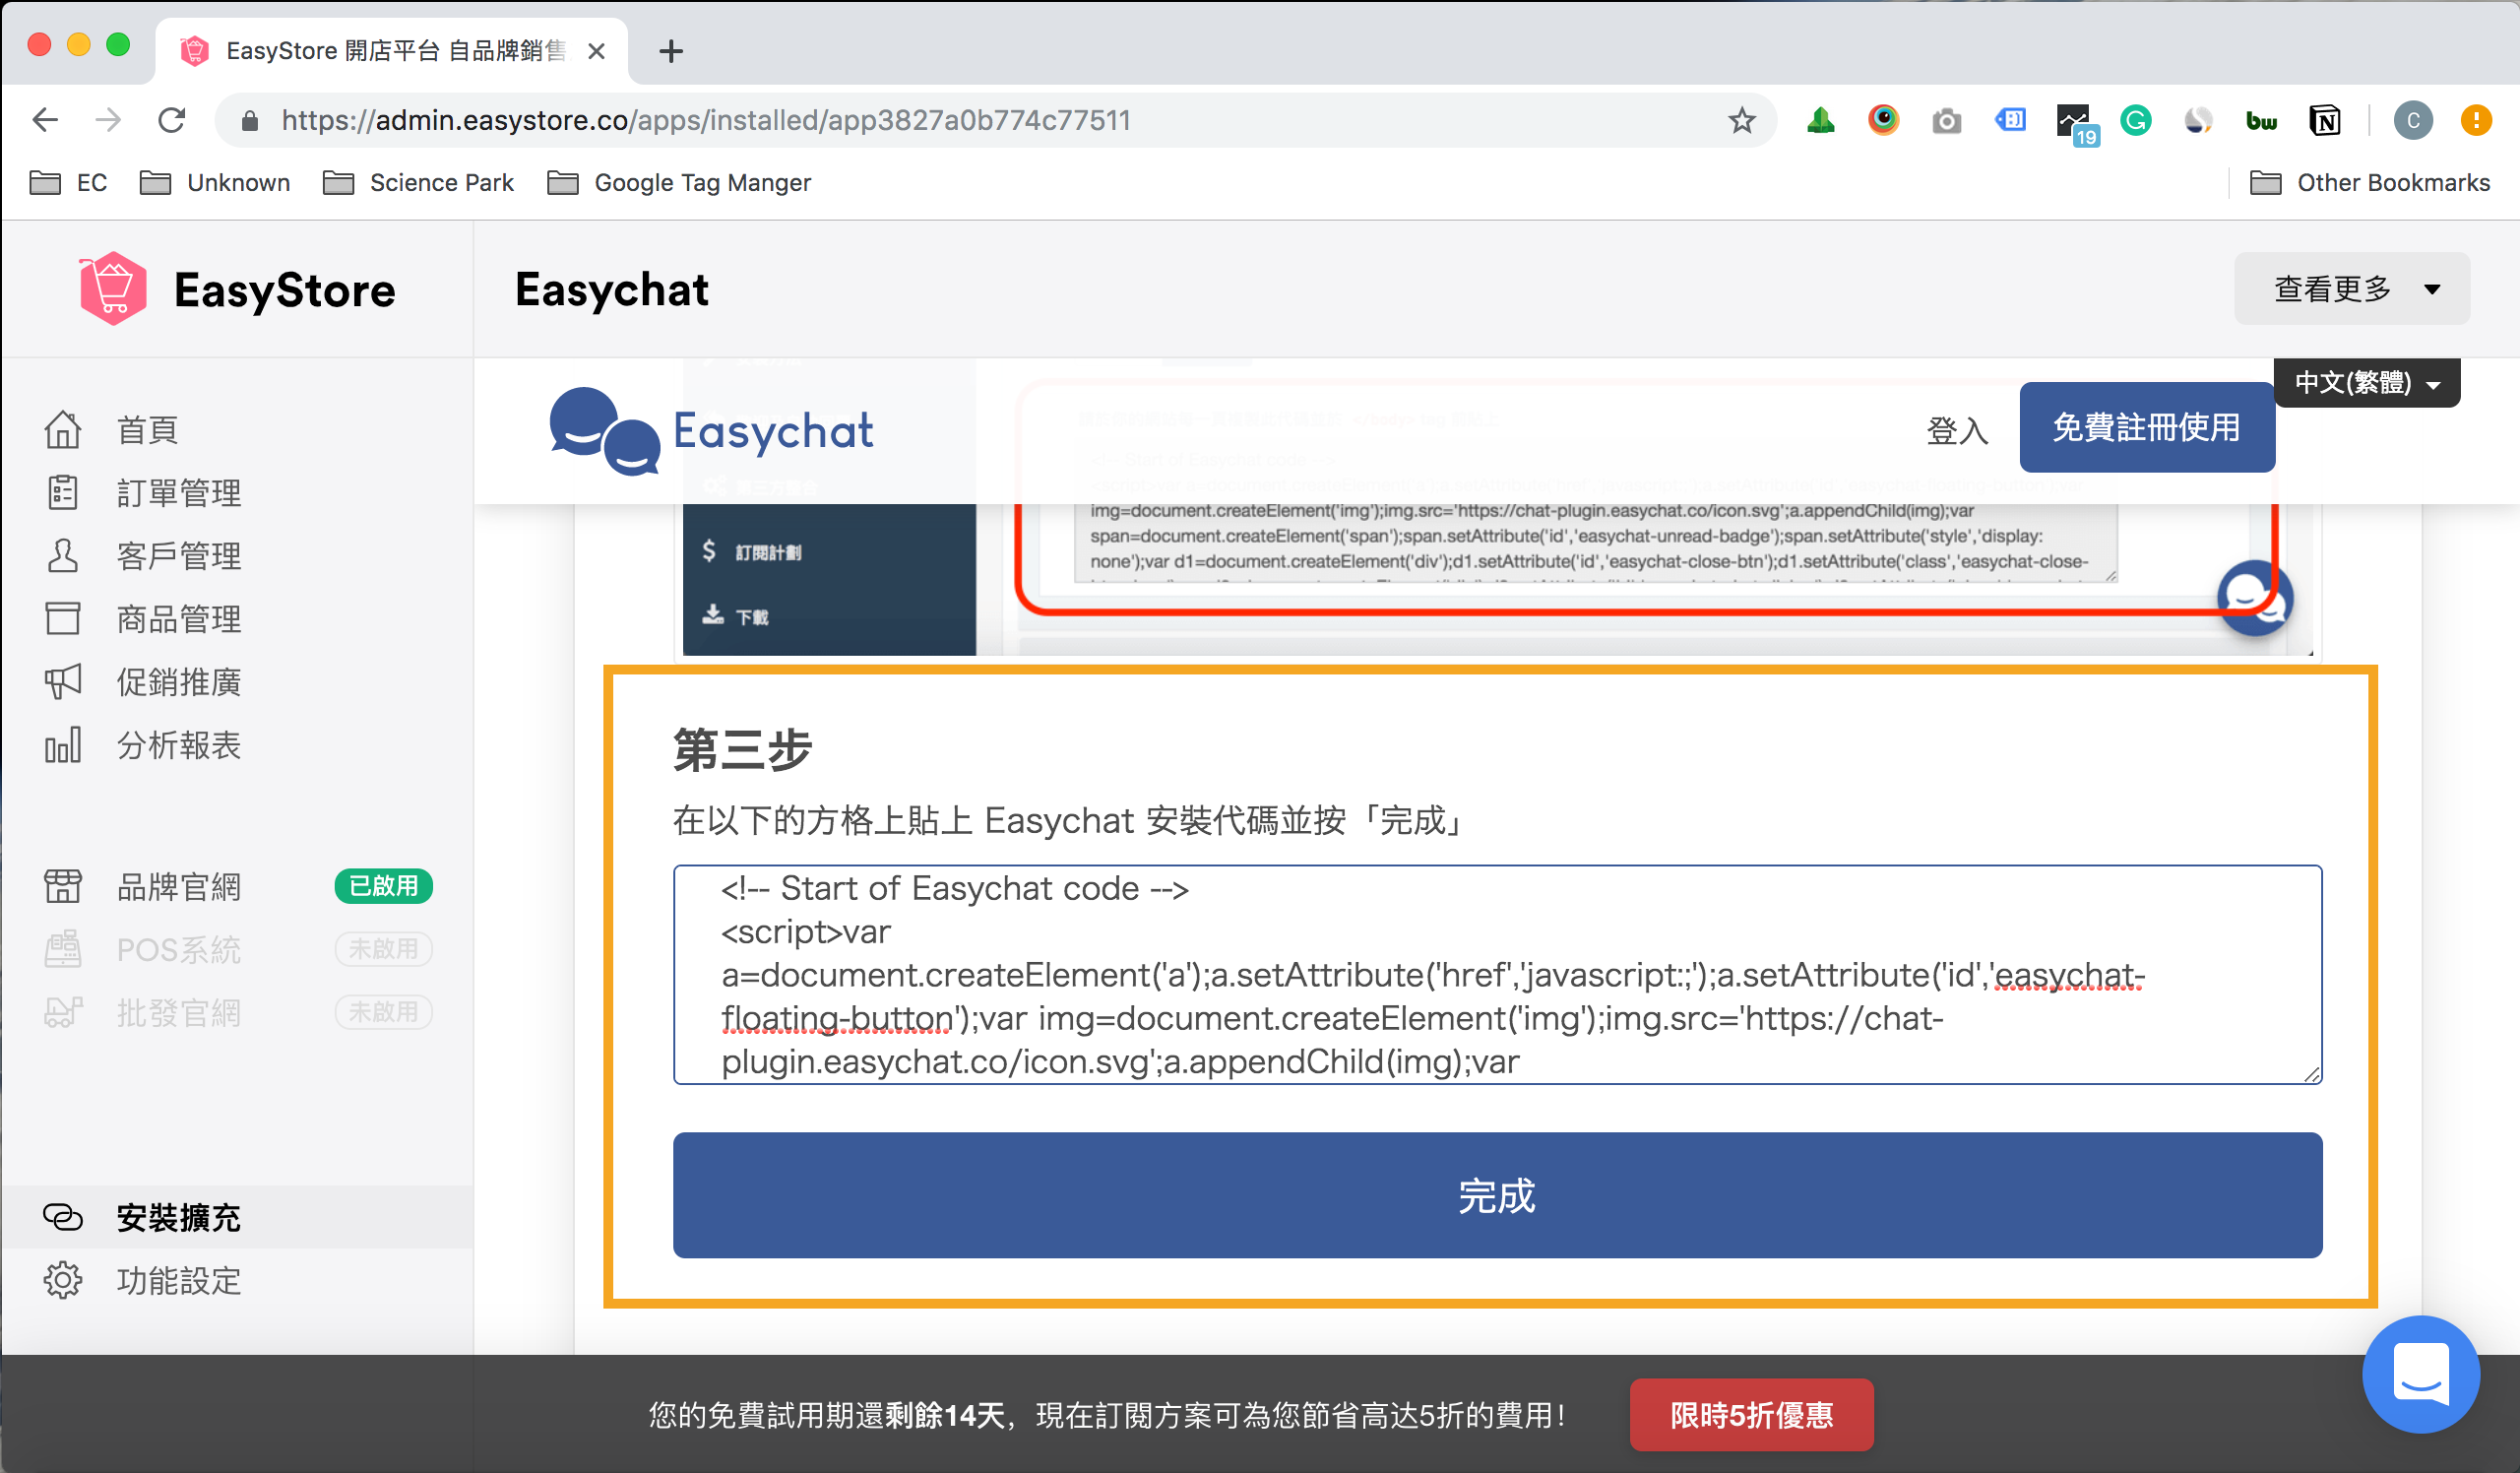 EasyStore 開店平台 自品牌銷售
https://admin.easystore.co/apps/installed/app3827a0b774c77511
19
bw
N
C
EC
Unknown
Science Park
Google Tag Manger
Other Bookmarks
EasyStore
Easychat
查看更多
中文(繁體)
Easychat
登入
免費註冊使用
首頁
訂單管理
客戶管理
商品管理
促銷推廣
分析報表
品牌官網 已啟用
POS系統 未啟用
批發官網 未啟用
安裝擴充
功能設定
訂閱計劃
下載
<!-- Start of Easychat code --
img=document.createElement('img');img.src='https://chat-plugin.easychat.co/icon.svg';a.appendChild(img);var
span=document.createElement('span');span.setAttribute('id','easychat-unread-badge');span.setAttribute('style','display:
none');var d1=document.createElement('div');d1.setAttribute('id','easychat-close-btn');d1.setAttribute('class','easychat-close-
第三步
在以下的方格上貼上 Easychat 安裝代碼並按「完成」
<!-- Start of Easychat code -->
<script>var
a=document.createElement('a');a.setAttribute('href','javascript:;');a.setAttribute('id','easychat-
floating-button');var img=document.createElement('img');img.src='https://chat-
plugin.easychat.co/icon.svg';a.appendChild(img);var
完成
您的免費試用期還剩餘14天，現在訂閱方案可為您節省高达5折的費用！
限時5折優惠